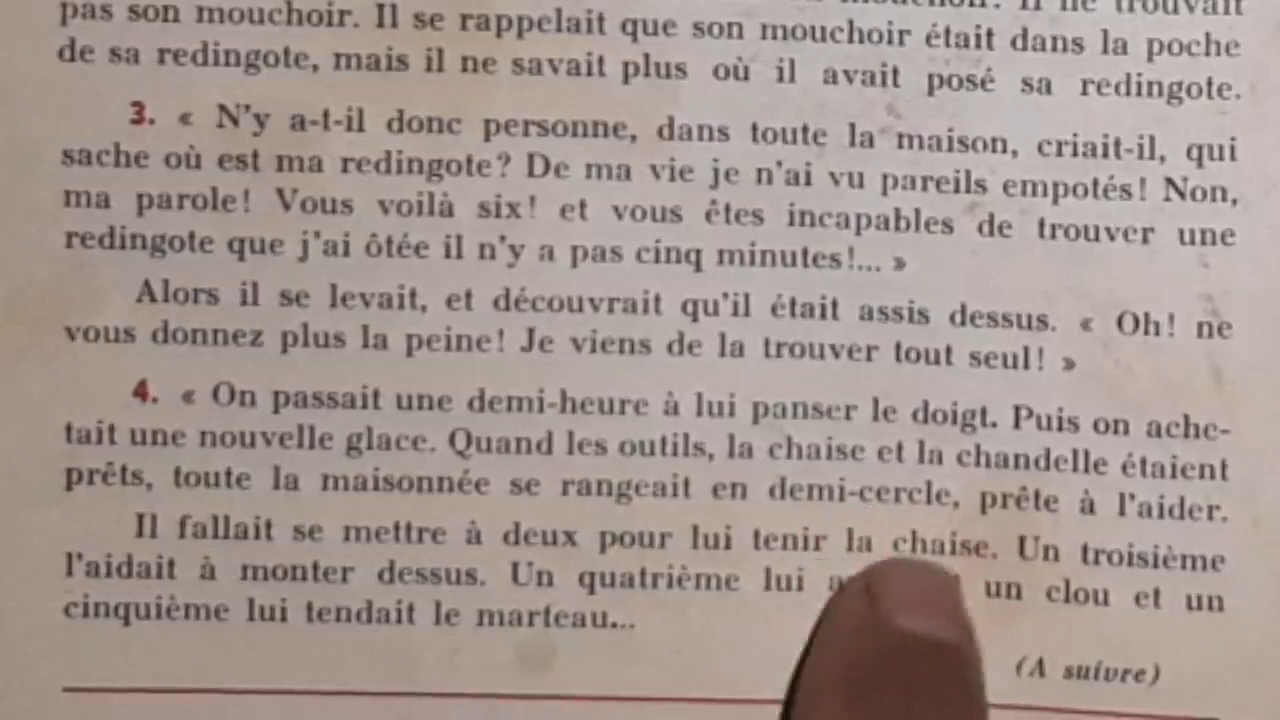 pas son mouchoir. Il se rappelait que son mouchoir était dans la poche
de sa redingote, mais il ne savait plus où il avait posé sa redingote.
3. « N'y a-t-il donc personne, dans toute la maison, criait-il, qui
sache où est ma redingote? De ma vie je n'ai vu pareils empotés! Non,
ma parole! Vous voilà six! et vous êtes incapables de trouver une
redingote que j'ai ôtée il n'y a pas cinq minutes!... »
Alors il se levait, et découvrait qu'il était assis dessus. « Oh! ne
vous donnez plus la peine! Je viens de la trouver tout seul! »
4. « On passait une demi-heure à lui panser le doigt. Puis on ache-
tait une nouvelle glace. Quand les outils, la chaise et la chandelle étaient
prêts, toute la maisonnée se rangeait en demi-cercle, prête à l'aider.
Il fallait se mettre à deux pour lui tenir la chaise. Un troisième
l'aidait à monter dessus. Un quatrième lui un clou et un
cinquième lui tendait le marteau...
(A suivre)